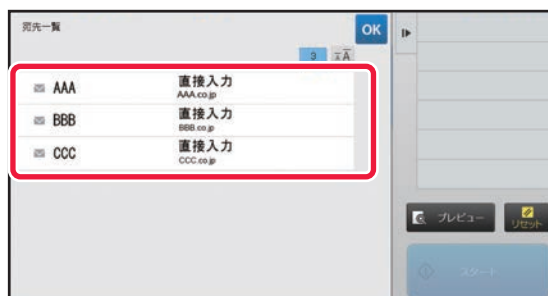 宛先一覧
OK
3
AAA 直接入力
AAA.co.jp
BBB 直接入力
BBB.co.jp
CCC 直接入力
CCC.co.jp
プレビュー
リセット
スタート